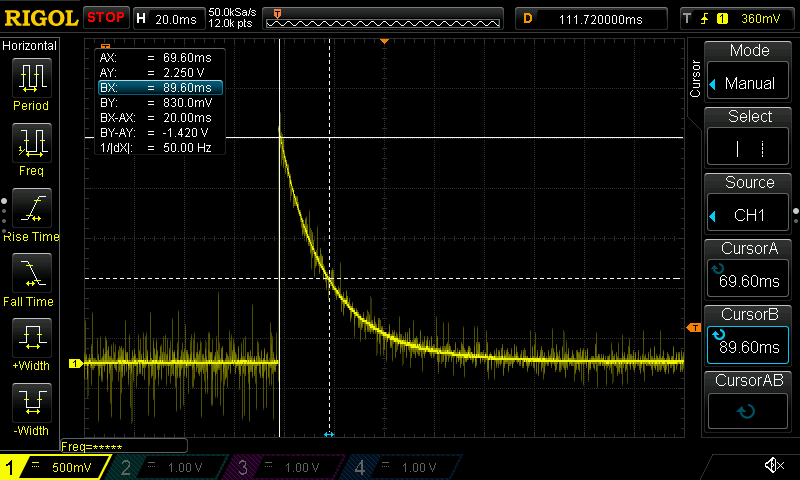 RIGOL STOP H 20.0ms 50.0kSa/s 12.0k pts T D 111.720000ms T 1 360mV
Horizontal
Period
Freq
Rise Time
Fall Time
+Width
-Width
AX: = 69.60ms
AY: = 2.250 V
BX: = 89.60ms
BY: = 830.0mV
BX-AX: = 20.00ms
BY-AY: = -1.420 V
1/|dX|: = 50.00 Hz
1
T
Freq=*****
Cursor
Mode
Manual
Select
Source
CH1
CursorA
69.60ms
CursorB
89.60ms
CursorAB
1 = 500mV 2 = 1.00 V 3 = 1.00 V 4 = 1.00 V